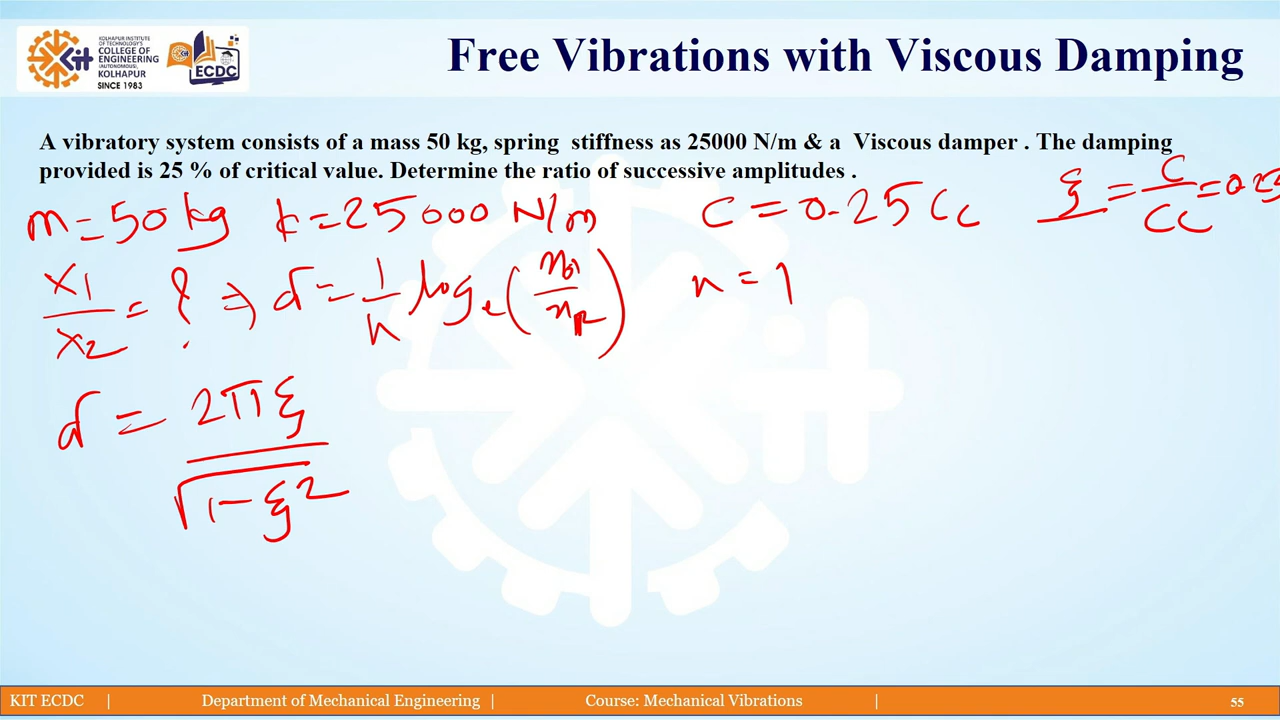 KOLHAPUR INSTITUTE
OF TECHNOLOGY'S
COLLEGE OF
ENGINEERING
(AUTONOMOUS),
KOLHAPUR
SINCE 1983
KIT
ECDC
Free Vibrations with Viscous Damping
A vibratory system consists of a mass 50 kg, spring stiffness as 25000 N/m & a Viscous damper . The damping
provided is 25 % of critical value. Determine the ratio of successive amplitudes .
m = 50 kg k = 25000 N/m C = 0.25 Cc ξ = C/Cc = 0.25
x1/x2 = ? ⇒ δ = 1/n loge ( ) n = 1
δ = 2πξ / √1-ξ2
KIT ECDC | Department of Mechanical Engineering | Course: Mechanical Vibrations | 55